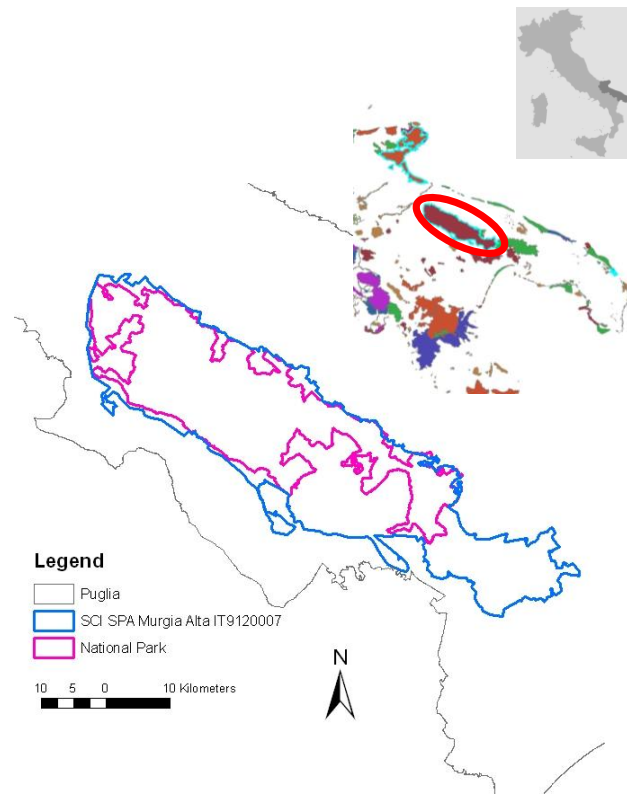 Legend
Puglia
SCI SPA Murgia Alta IT9120007
National Park
10 5 0 10 Kilometers
N